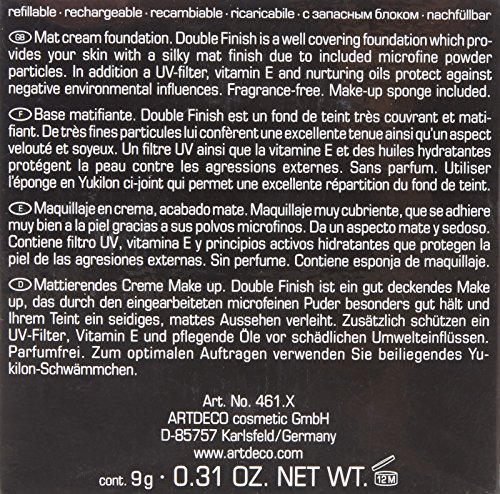 refillable · rechargeable · recambiable · ricaricabile · с запасным блоком · nachfüllbar
GB Mat cream foundation. Double Finish is a well covering foundation which pro-
vides your skin with a silky mat finish due to included microfine powder
particles. In addition a UV-filter, vitamin E and nurturing oils protect against
negative environmental influences. Fragrance-free. Make-up sponge included.
F Base matifiante. Double Finish est un fond de teint très couvrant et mati-
fiant. De très fines particules lui confèrent une excellente tenue ainsi qu'un aspect
velouté et soyeux. Un filtre UV ainsi que la vitamine E et des huiles hydratantes
protégent la peau contre les agressions externes. Sans parfum. Utiliser
l'éponge en Yukilon ci-joint qui permet une excellente répartition du fond de teint.
E Maquillaje en crema, acabado mate. Maquillaje muy cubriente, que se adhiere
muy bien a la piel gracias a sus polvos microfinos. Da un aspecto mate y sedoso.
Contiene filtro UV, vitamina E y principios activos hidratantes que protegen la
piel de las agresiones externas. Sin perfume. Contiene esponja de maquillaje.
D Mattierendes Creme Make up. Double Finish ist ein gut deckendes Make
up, das durch den eingearbeiteten microfeinen Puder besonders gut hält und
Ihrem Teint ein seidiges, mattes Aussehen verleiht. Zusätzlich schützen ein
UV-Filter, Vitamin E und pflegende Öle vor schädlichen Umwelteinflüssen.
Parfumfrei. Zum optimalen Auftragen verwenden Sie beiliegendes Yu-
kilon-Schwämmchen.
Art. No. 461.X
ARTDECO cosmetic GmbH
D-85757 Karlsfeld/Germany
www.artdeco.com
cont. 9g · 0.31 OZ. NET WT. 12 M